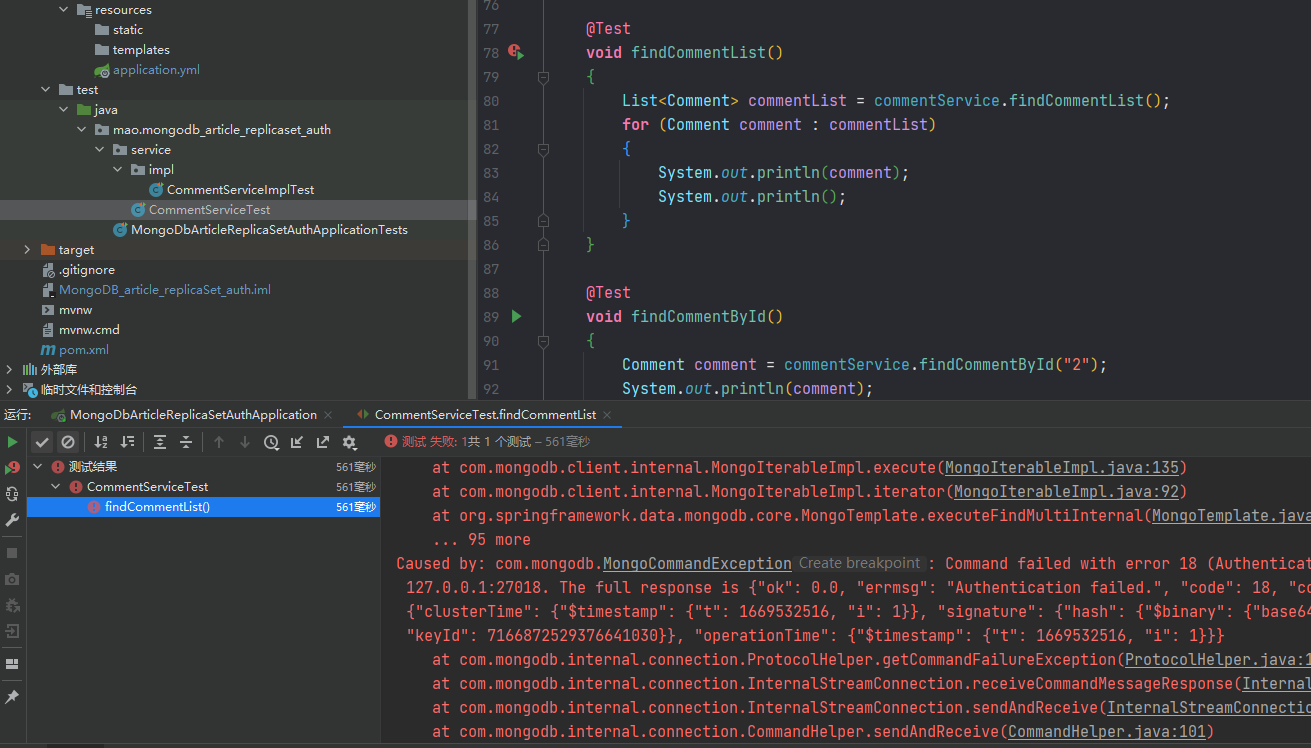 resources
static
templates
application.yml
test
java
mao.mongodb_article_replicaset_auth
service
impl
CommentServiceImplTest
CommentServiceTest
MongoDbArticleReplicaSetAuthApplicationTests
target
.gitignore
MongoDB_article_replicaSet_auth.iml
mvnw
mvnw.cmd
pom.xml
外部库
临时文件和控制台
76
77 @Test
78 void findCommentList()
79 {
80 List<Comment> commentList = commentService.findCommentList();
81 for (Comment comment : commentList)
82 {
83 System.out.println(comment);
84 System.out.println();
85 }
86 }
87
88 @Test
89 void findCommentById()
90 {
91 Comment comment = commentService.findCommentById("2");
92 System.out.println(comment);
运行: MongoDbArticleReplicaSetAuthApplication CommentServiceTest.findCommentList
测试 失败: 1共 1 个测试 – 561毫秒
测试结果 561毫秒
CommentServiceTest 561毫秒
findCommentList() 561毫秒
at com.mongodb.client.internal.MongoIterableImpl.execute(MongoIterableImpl.java:135)
at com.mongodb.client.internal.MongoIterableImpl.iterator(MongoIterableImpl.java:92)
at org.springframework.data.mongodb.core.MongoTemplate.executeFindMultiInternal(MongoTemplate.java
... 95 more
Caused by: com.mongodb.MongoCommandException Create breakpoint : Command failed with error 18 (Authenticat
127.0.0.1:27018. The full response is {"ok": 0.0, "errmsg": "Authentication failed.", "code": 18, "co
{"clusterTime": {"$timestamp": {"t": 1669532516, "i": 1}}, "signature": {"hash": {"$binary": {"base64
"keyId": 7166872529376641030}}, "operationTime": {"$timestamp": {"t": 1669532516, "i": 1}}}
at com.mongodb.internal.connection.ProtocolHelper.getCommandFailureException(ProtocolHelper.java:1
at com.mongodb.internal.connection.InternalStreamConnection.receiveCommandMessageResponse(Internal
at com.mongodb.internal.connection.InternalStreamConnection.sendAndReceive(InternalStreamConnectio
at com.mongodb.internal.connection.CommandHelper.sendAndReceive(CommandHelper.java:101)